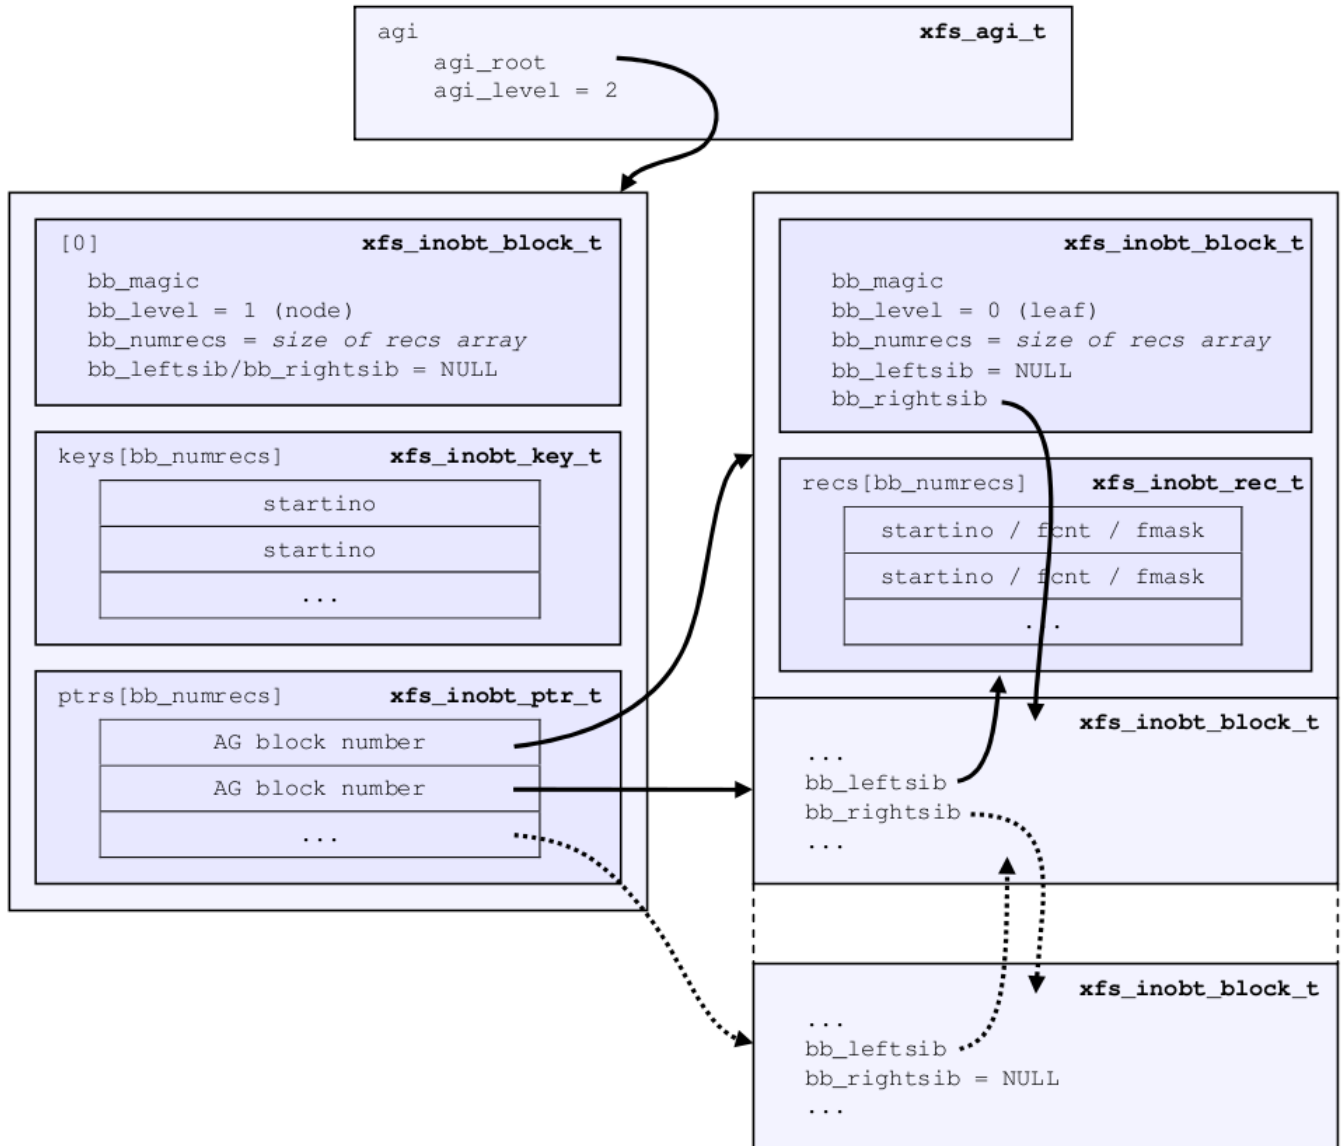 agi xfs_agi_t
agi_root
agi_level = 2
[0] xfs_inobt_block_t
bb_magic
bb_level = 1 (node)
bb_numrecs = size of recs array
bb_leftsib/bb_rightsib = NULL
keys[bb_numrecs] xfs_inobt_key_t
startino
startino
...
ptrs[bb_numrecs] xfs_inobt_ptr_t
AG block number
AG block number
...
xfs_inobt_block_t
bb_magic
bb_level = 0 (leaf)
bb_numrecs = size of recs array
bb_leftsib = NULL
bb_rightsib
recs[bb_numrecs] xfs_inobt_rec_t
startino / fcnt / fmask
startino / fcnt / fmask
...
xfs_inobt_block_t
...
bb_leftsib
bb_rightsib
...
xfs_inobt_block_t
...
bb_leftsib
bb_rightsib = NULL
...